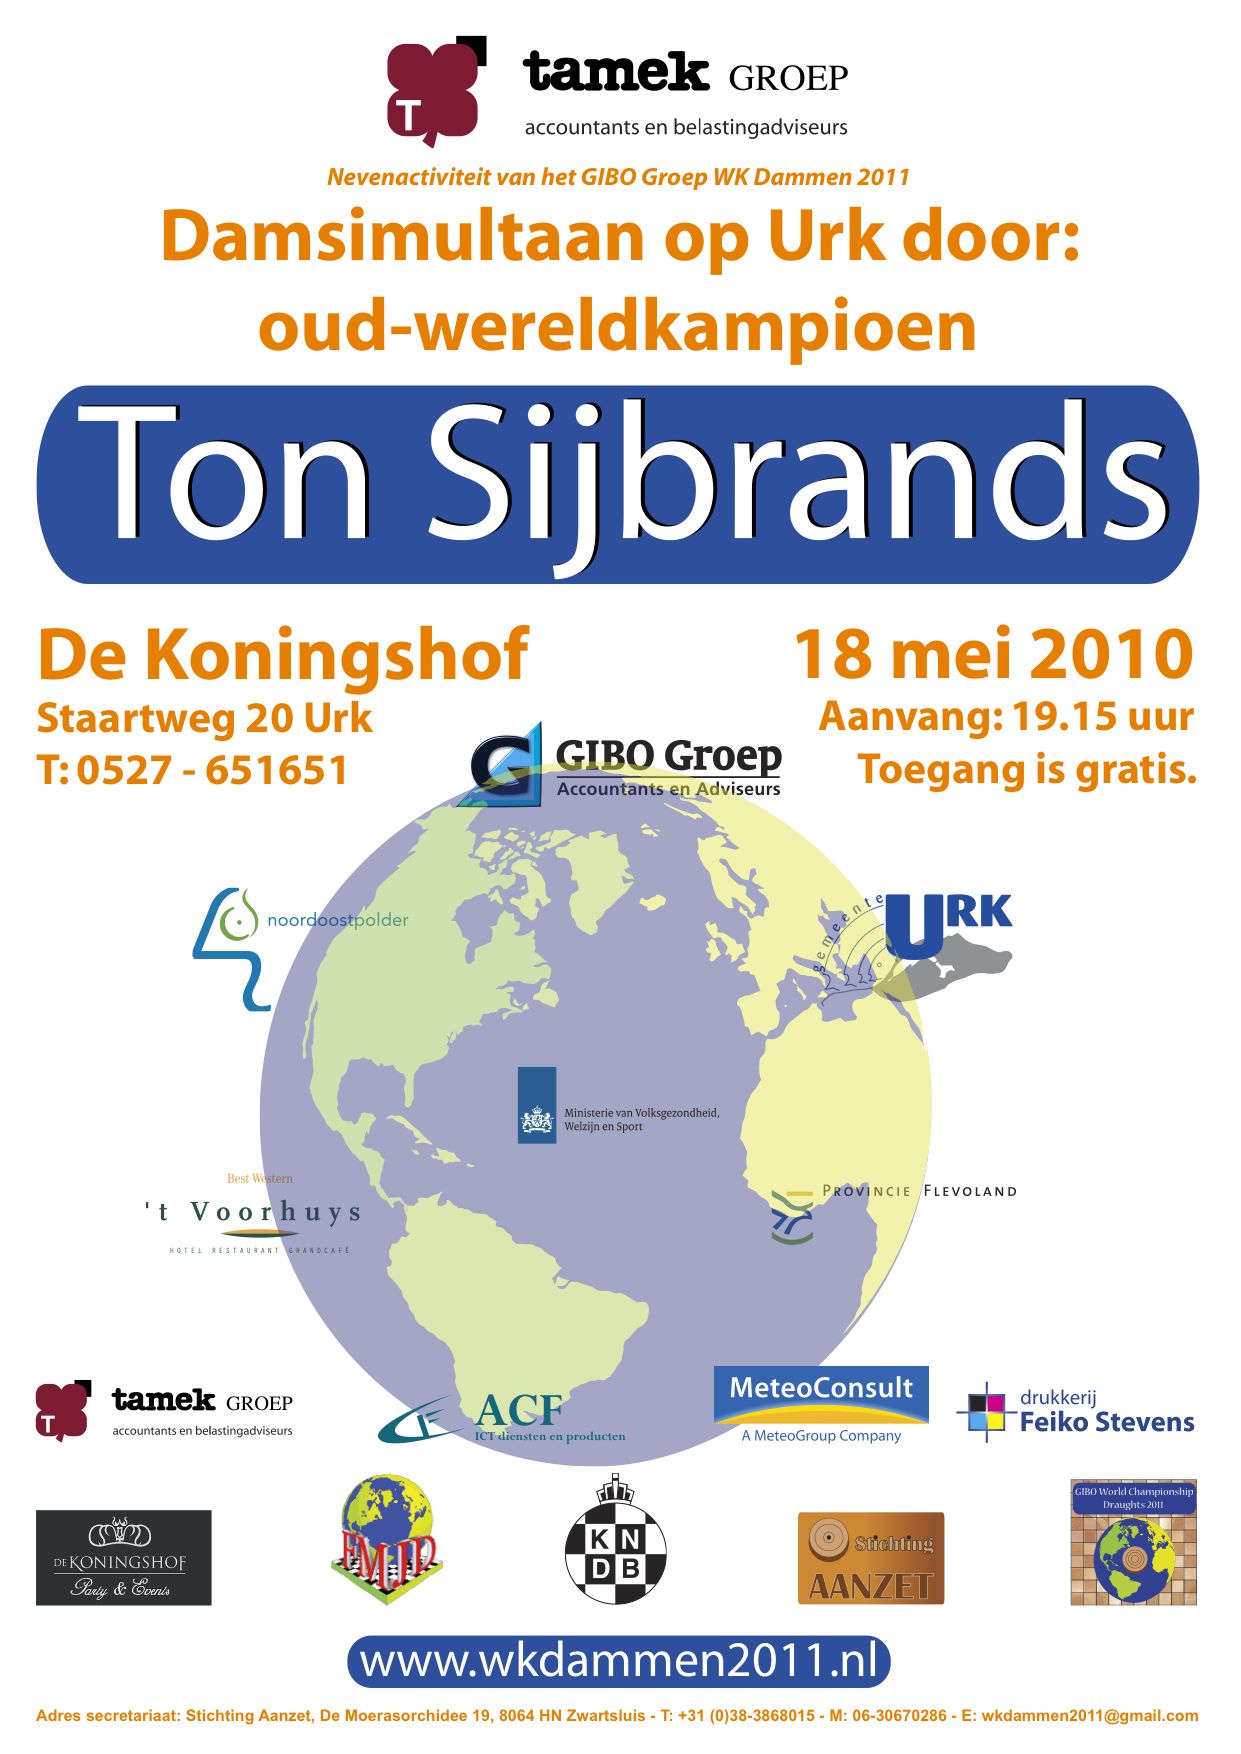 T
tamek GROEP
accountants en belastingadviseurs
Nevenactiviteit van het GIBO Groep WK Dammen 2011
Damsimultaan op Urk door:
oud-wereldkampioen
Ton Sijbrands
De Koningshof
Staartweg 20 Urk
T: 0527 - 651651
18 mei 2010
Aanvang: 19.15 uur
Toegang is gratis.
G
GIBO Groep
Accountants en Adviseurs
noordoostpolder
gemeente URK
Ministerie van Volksgezondheid,
Welzijn en Sport
Best Western
't Voorhuys
HOTEL RESTAURANT GRANDCAFÉ
PROVINCIE FLEVOLAND
T
tamek GROEP
accountants en belastingadviseurs
ACF
ICT diensten en producten
MeteoConsult
A MeteoGroup Company
drukkerij
Feiko Stevens
DE KONINGSHOF
Party & Events
FMJD
K N
D B
Stichting
AANZET
GIBO World Championship
Draughts 2011
www.wkdammen2011.nl
Adres secretariaat: Stichting Aanzet, De Moerasorchidee 19, 8064 HN Zwartsluis - T: +31 (0)38-3868015 - M: 06-30670286 - E: wkdammen2011@gmail.com